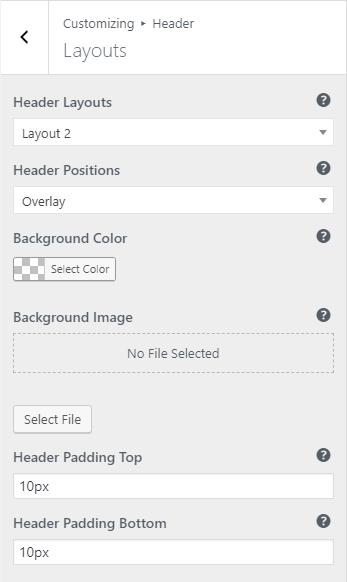 Customizing ▸ Header
Layouts
Header Layouts
Layout 2
Header Positions
Overlay
Background Color
Select Color
Background Image
No File Selected
Select File
Header Padding Top
10px
Header Padding Bottom
10px